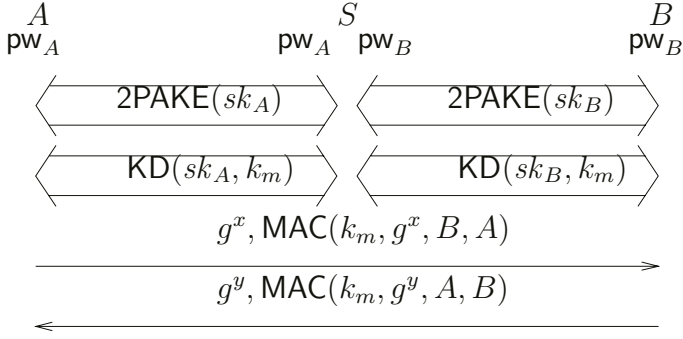 A S B
pw_A pw_A pw_B pw_B
2PAKE(sk_A) 2PAKE(sk_B)
KD(sk_A, k_m) KD(sk_B, k_m)
g^x, MAC(k_m, g^x, B, A)
g^y, MAC(k_m, g^y, A, B)